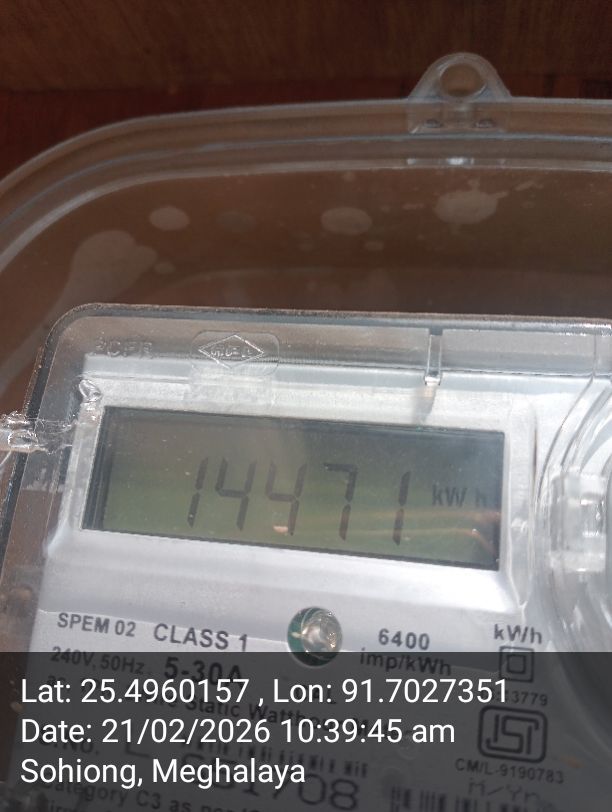 14471 kWh
SPEM 02 CLASS 1
6400
imp/kWh
kWh
240V, 50Hz, 5-30A
Lat: 25.4960157 , Lon: 91.7027351
3779
Date: 21/02/2026 10:39:45 am
CM/L-9190783
Sohiong, Meghalaya